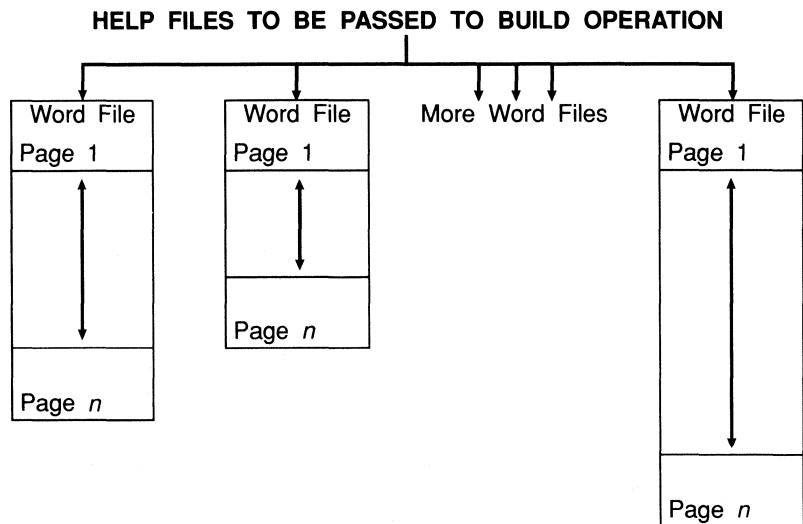 HELP FILES TO BE PASSED TO BUILD OPERATION
Word File
Page 1
Page n
Word File
Page 1
Page n
More Word Files
Word File
Page 1
Page n